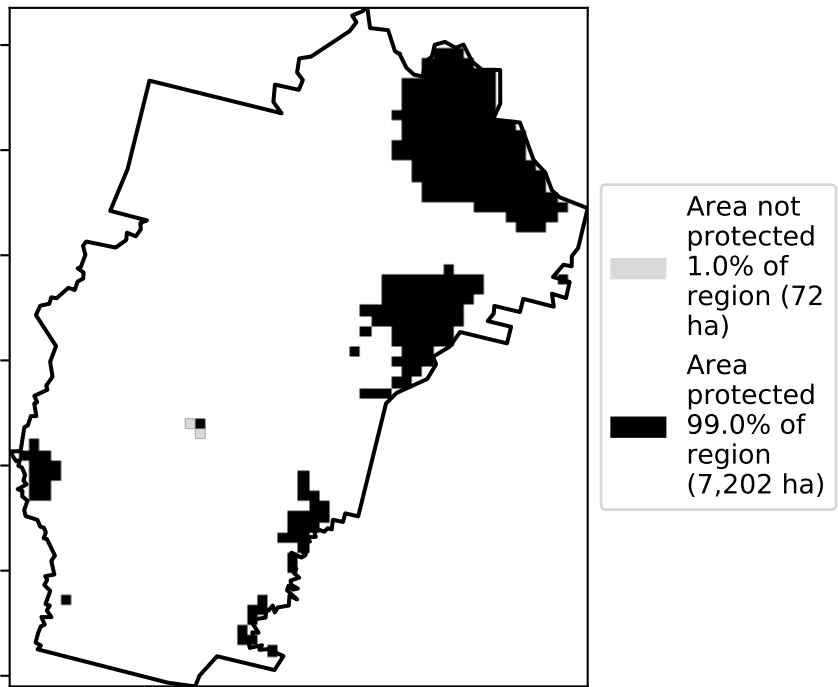 Area not
protected
1.0% of
region (72
ha)
Area
protected
99.0% of
region
(7,202 ha)